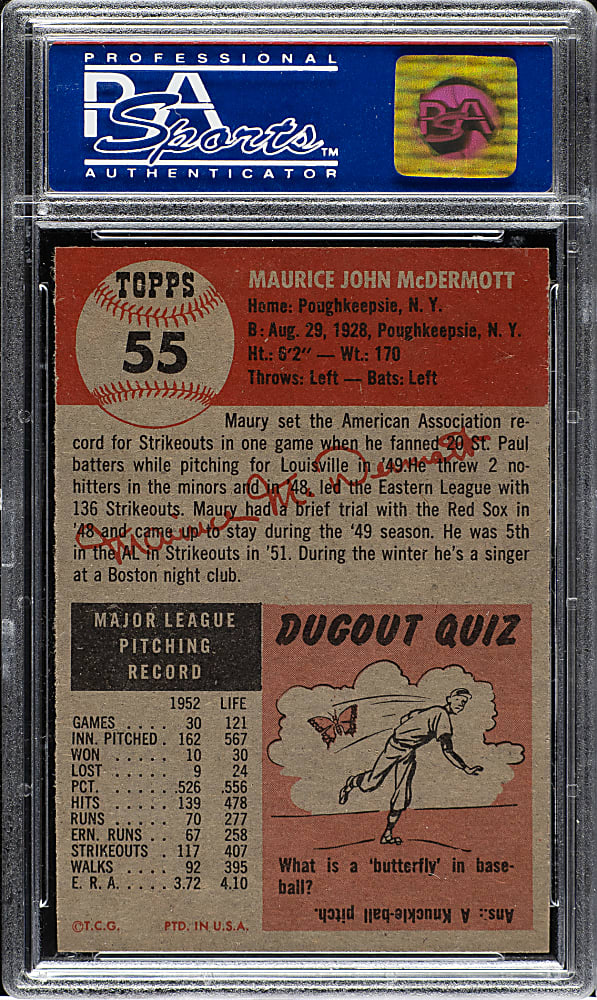 PROFESSIONAL
PSA
Sports™
AUTHENTICATOR
PSA
TOPPS
55
MAURICE JOHN McDERMOTT
Home: Poughkeepsie, N. Y.
B: Aug. 29, 1928, Poughkeepsie, N. Y.
Ht.: 6'2" — Wt.: 170
Throws: Left — Bats: Left
Maury set the American Association re-
cord for Strikeouts in one game when he fanned 20 St. Paul
batters while pitching for Louisville in '49. He threw 2 no-
hitters in the minors and in '48, led the Eastern League with
136 Strikeouts. Maury had a brief trial with the Red Sox in
'48 and came up to stay during the '49 season. He was 5th
in the AL in Strikeouts in '51. During the winter he's a singer
at a Boston night club.
Maurice M. Dermott
MAJOR LEAGUE
PITCHING
RECORD
1952 LIFE
GAMES . . . . 30 121
INN. PITCHED . 162 567
WON . . . . . 10 30
LOST . . . . . 9 24
PCT. . . . . . .526 .556
HITS . . . . . 139 478
RUNS . . . . . 70 277
ERN. RUNS . . 67 258
STRIKEOUTS . 117 407
WALKS . . . . 92 395
E. R. A. . . . . 3.72 4.10
©T.C.G. PTD. IN U.S.A.
DUGOUT QUIZ
What is a 'butterfly' in base-
ball?
Ans.: A Knuckle-ball pitch.